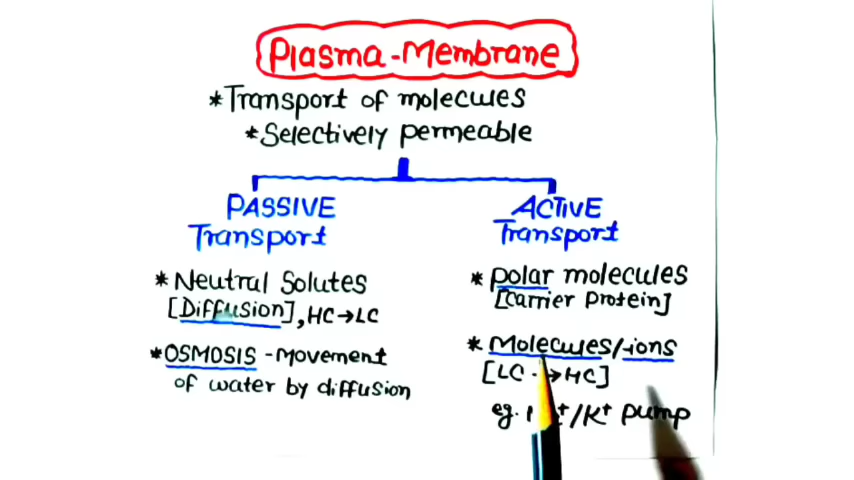 Plasma-Membrane
*Transport of molecules
*Selectively permeable
PASSIVE
Transport
* Neutral Solutes
[Diffusion], HC→LC
*OSMOSIS - Movement
of water by diffusion
ACTIVE
Transport
* polar molecules
[Carrier protein]
* Molecules/ions
[LC → HC]
eg. +/K+ pump